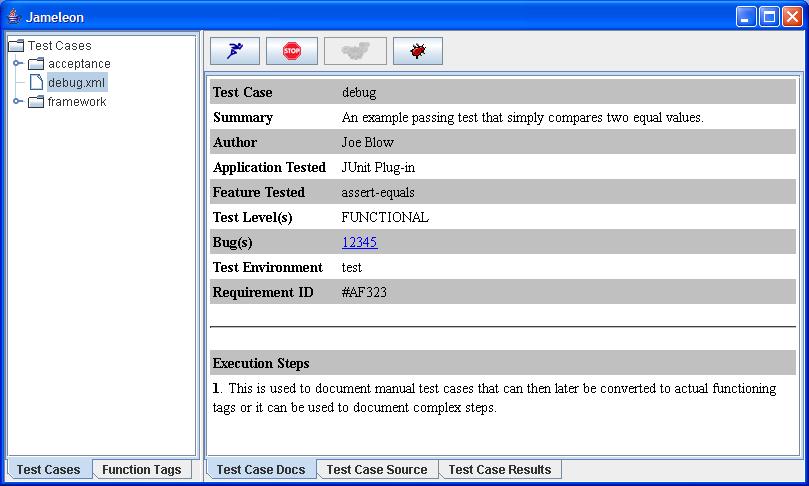 Jameleon
Test Cases
acceptance
debug.xml
framework
Test Cases Function Tags
STOP
Test Case debug
Summary An example passing test that simply compares two equal values.
Author Joe Blow
Application Tested JUnit Plug-in
Feature Tested assert-equals
Test Level(s) FUNCTIONAL
Bug(s) 12345
Test Environment test
Requirement ID #AF323
Execution Steps
1. This is used to document manual test cases that can then later be converted to actual functioning
tags or it can be used to document complex steps.
Test Case Docs Test Case Source Test Case Results